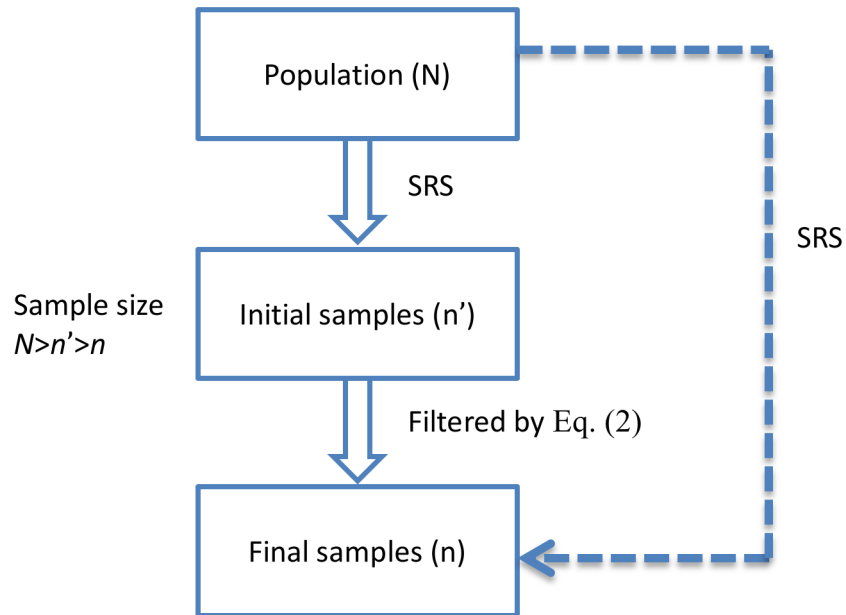 Population (N)
SRS
SRS
Sample size
N>n’>n
Initial samples (n’)
Filtered by Eq. (2)
Final samples (n)